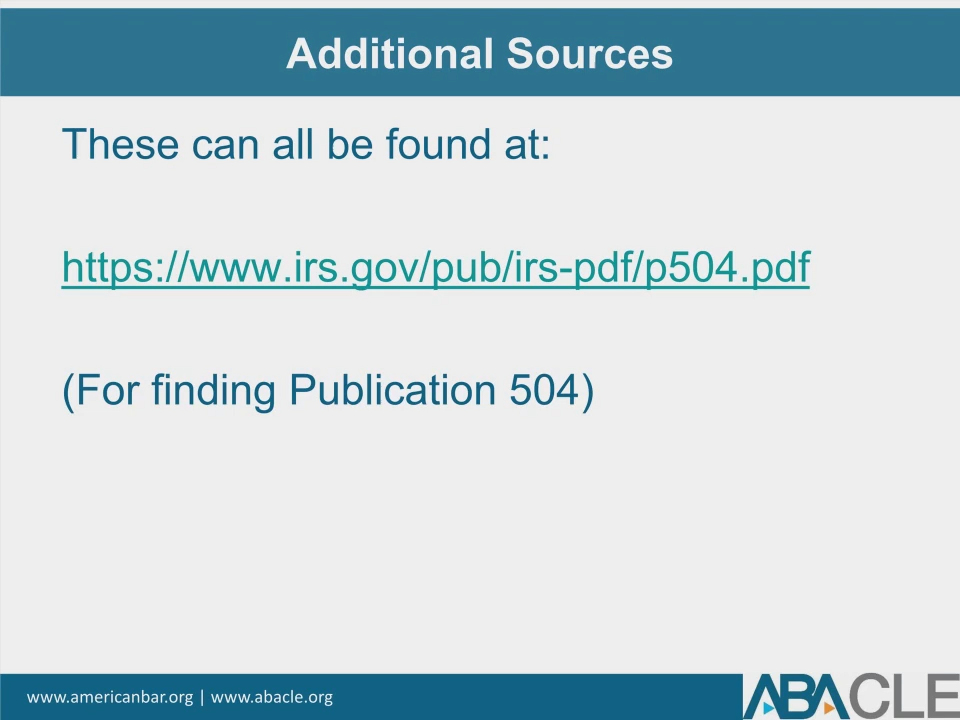 Additional Sources
These can all be found at:
https://www.irs.gov/pub/irs-pdf/p504.pdf
(For finding Publication 504)
www.americanbar.org | www.abacle.org
ABACLE